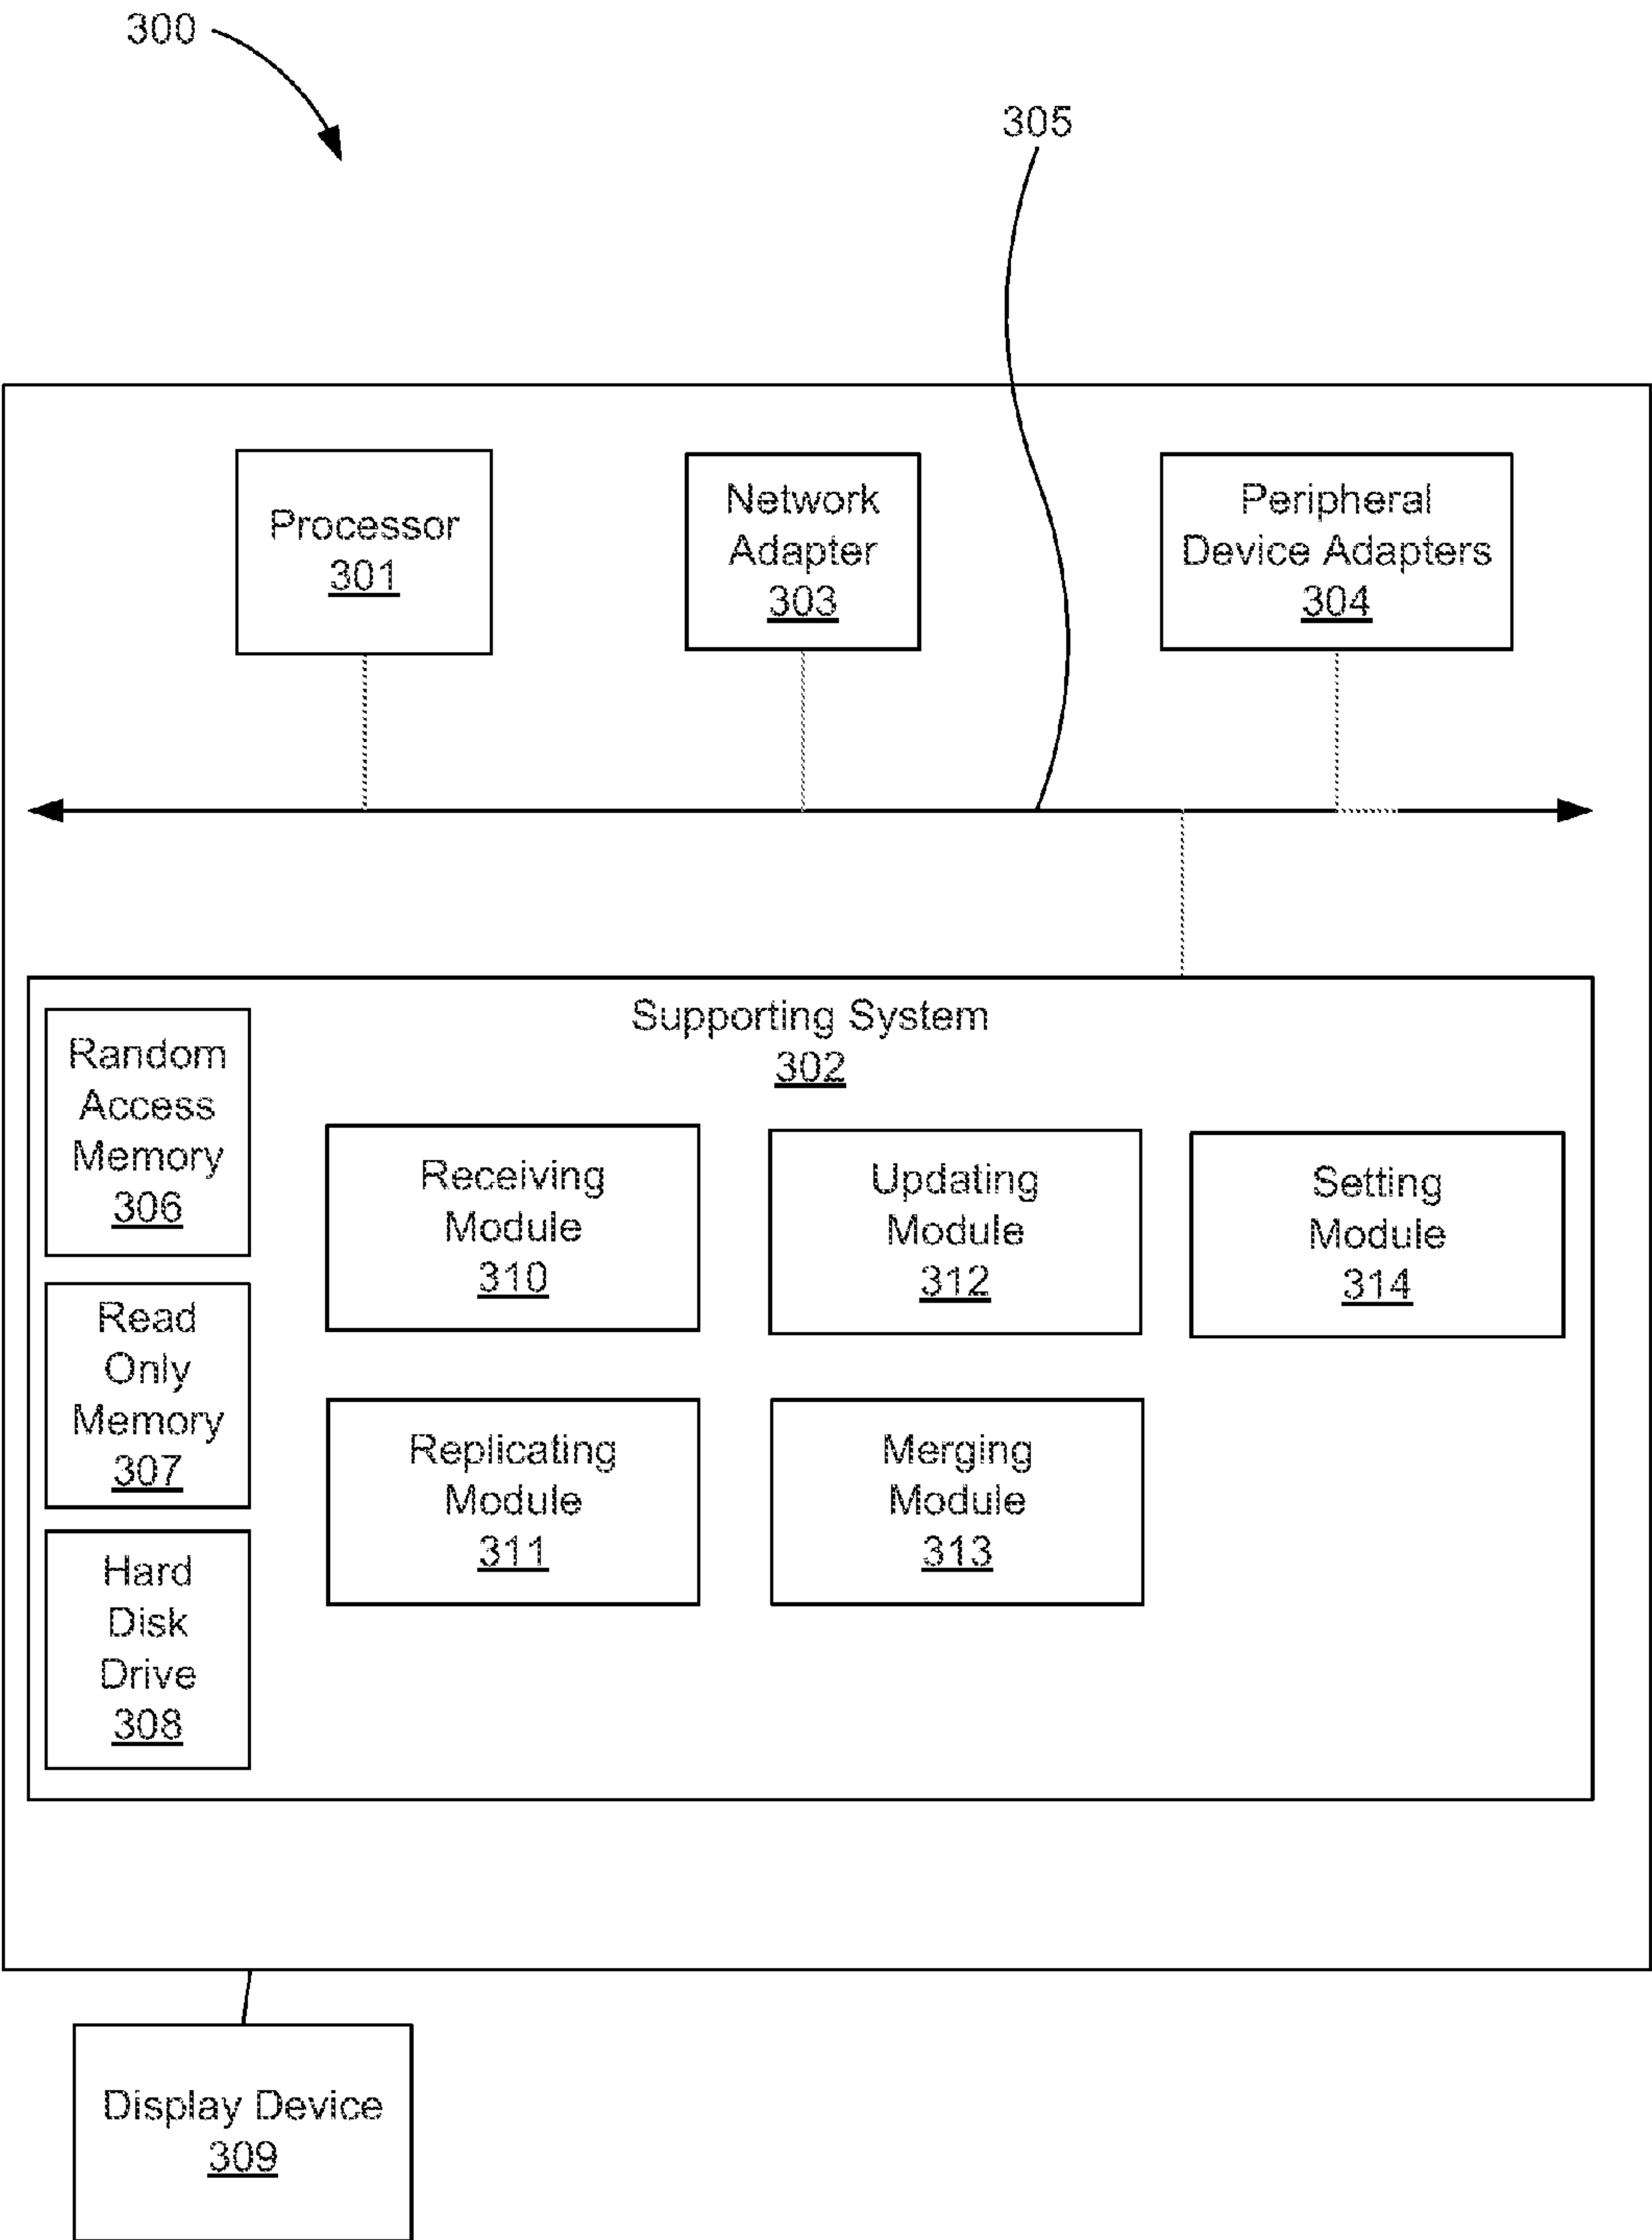 300
305
Processor
301
Network
Adapter
303
Peripheral
Device Adapters
304
Supporting System
302
Random
Access
Memory
306
Read
Only
Memory
307
Hard
Disk
Drive
308
Receiving
Module
310
Updating
Module
312
Setting
Module
314
Replicating
Module
311
Merging
Module
313
Display Device
309